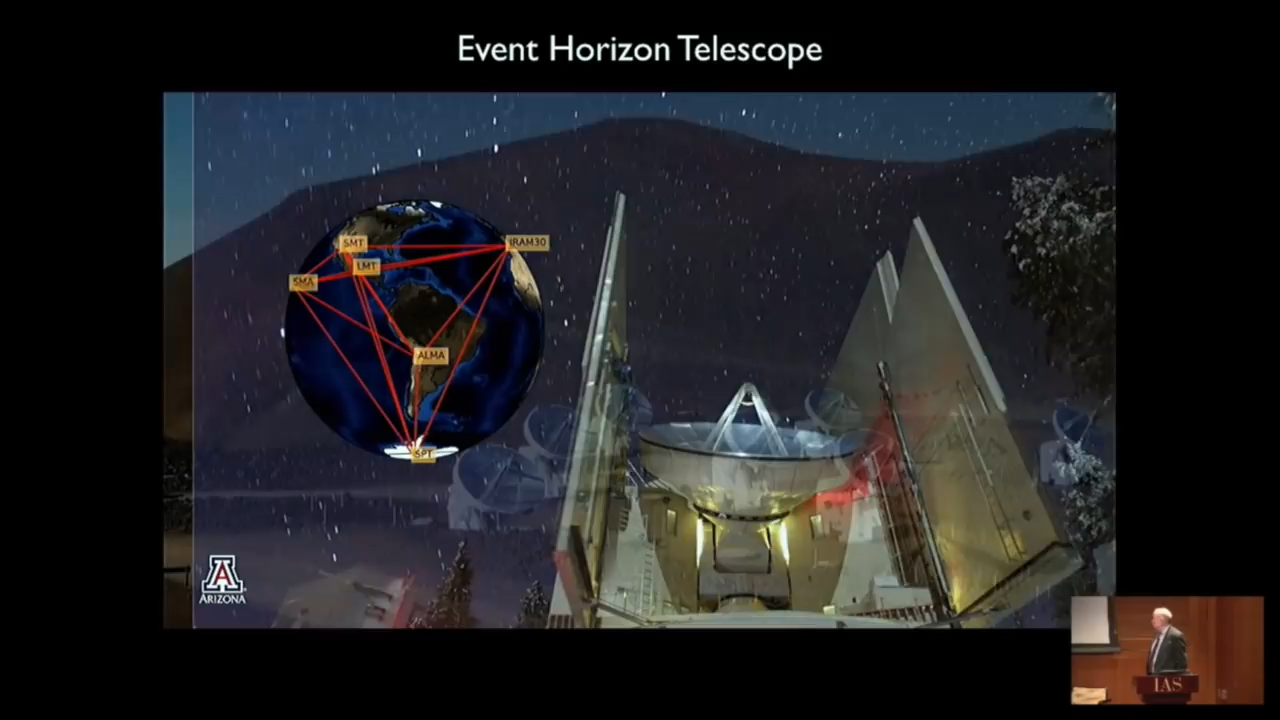 Event Horizon Telescope
SMT
IRAM30
LMT
SMA
ALMA
SPT
A
ARIZONA
IAS